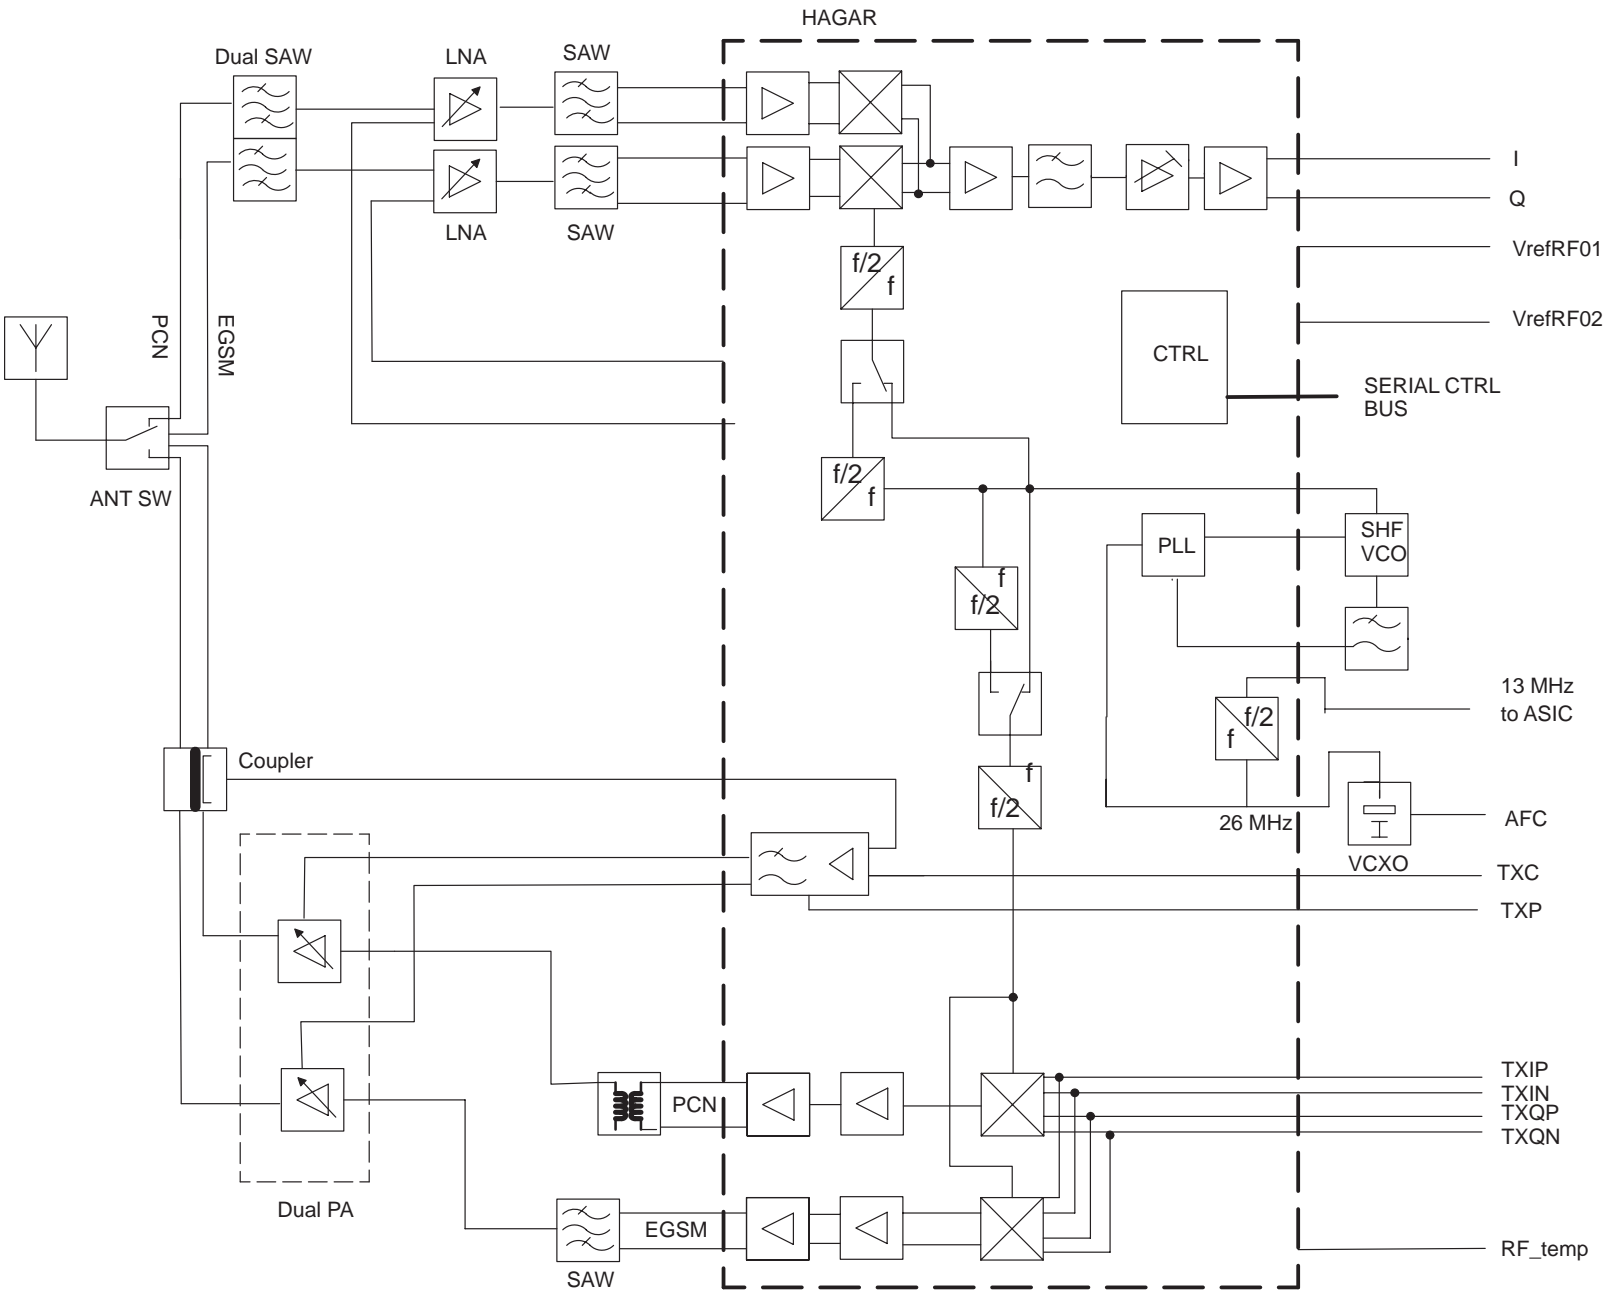 HAGAR
Dual SAW
LNA
SAW
LNA
SAW
I
Q
VrefRF01
VrefRF02
f/2
f
PCN
EGSM
CTRL
SERIAL CTRL
BUS
ANT SW
f/2
f
PLL
SHF
VCO
f
f/2
13 MHz
to ASIC
f/2
f
Coupler
f
f/2
26 MHz
AFC
VCXO
TXC
TXP
TXIP
TXIN
TXQP
TXQN
PCN
Dual PA
EGSM
SAW
RF_temp